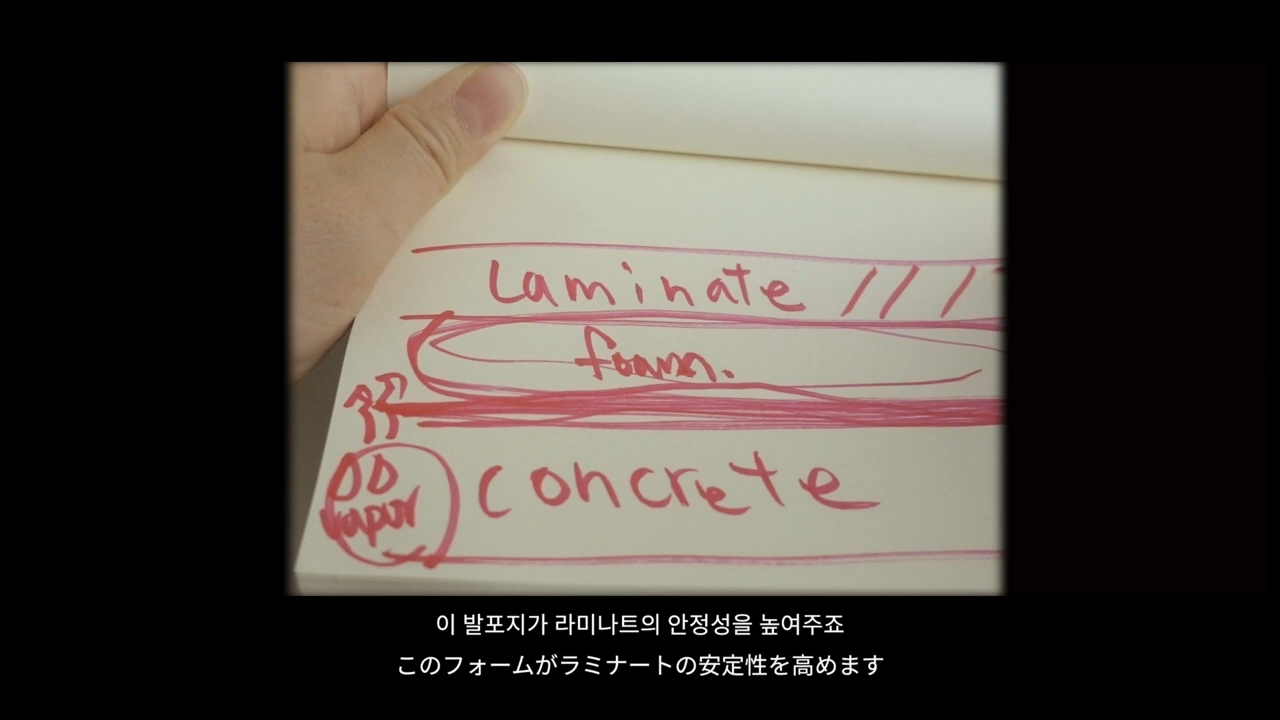 Laminate
foam.
concrete
vapur
이 발포지가 라미나트의 안정성을 높여주죠
このフォームがラミナートの安定性を高めます